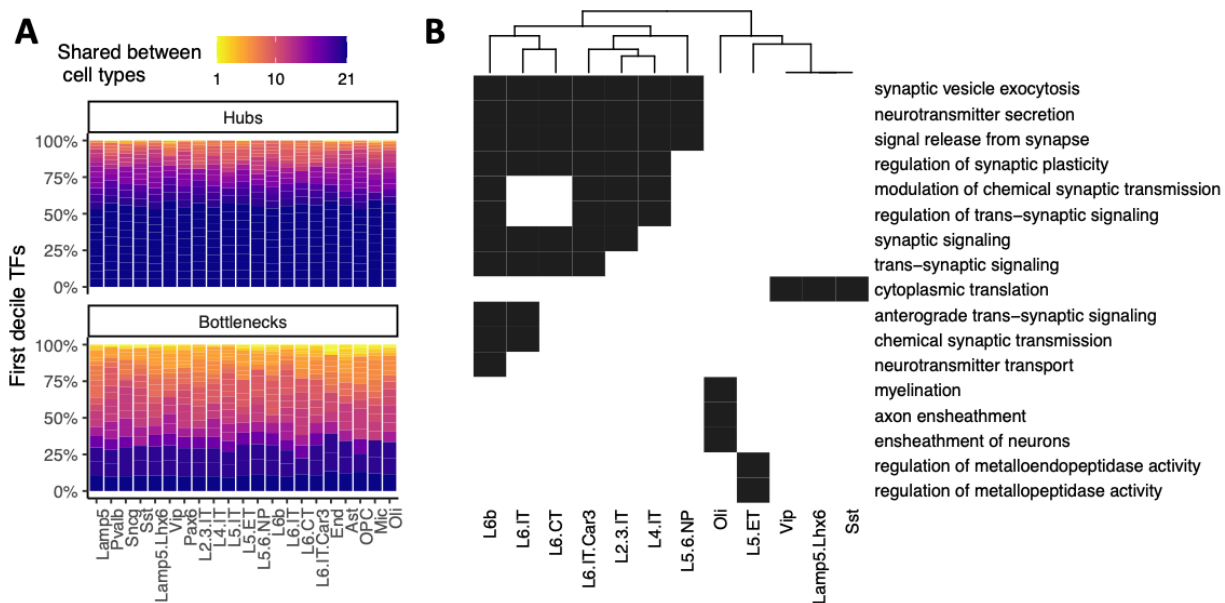 A
Shared between
cell types
1
10
21
Hubs
100%
75%
50%
25%
0%
Bottlenecks
100%
75%
50%
25%
0%
First decile TFs
Lamp5
Pvalb
Sncg
Sst
Lamp5.Lhx6
Vip
Pax6
L2.3.IT
L4.IT
L5.IT
L5.ET
L5.6.NP
L6b
L6.IT
L6.CT
L6.IT.Car3
End
Ast
OPC
Mic
Oli
B
synaptic vesicle exocytosis
neurotransmitter secretion
signal release from synapse
regulation of synaptic plasticity
modulation of chemical synaptic transmission
regulation of trans−synaptic signaling
synaptic signaling
trans−synaptic signaling
cytoplasmic translation
anterograde trans−synaptic signaling
chemical synaptic transmission
neurotransmitter transport
myelination
axon ensheathment
ensheathment of neurons
regulation of metalloendopeptidase activity
regulation of metallopeptidase activity
L6b
L6.IT
L6.CT
L6.IT.Car3
L2.3.IT
L4.IT
L5.6.NP
Oli
L5.ET
Vip
Lamp5.Lhx6
Sst